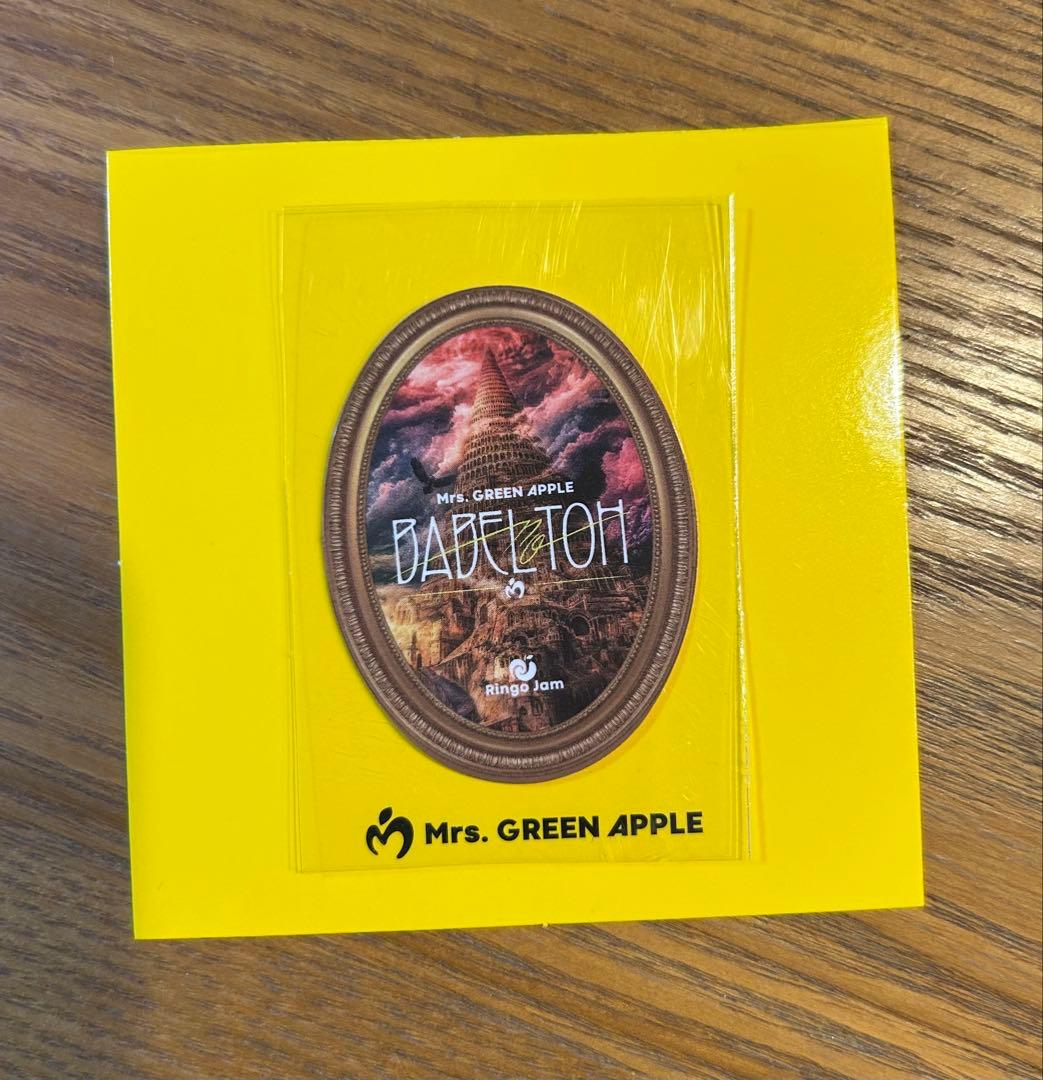 Mrs. GREEN APPLE
BABEL no TOH
Ringo Jam
Mrs. GREEN APPLE